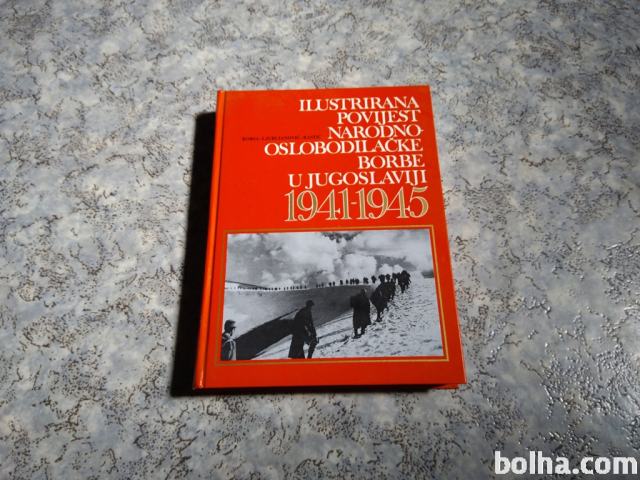 ILUSTRIRANA
POVIJEST
NARODNO-
OSLOBODILAČKE
BORBE
U JUGOSLAVIJI
1941-1945
bolha.com